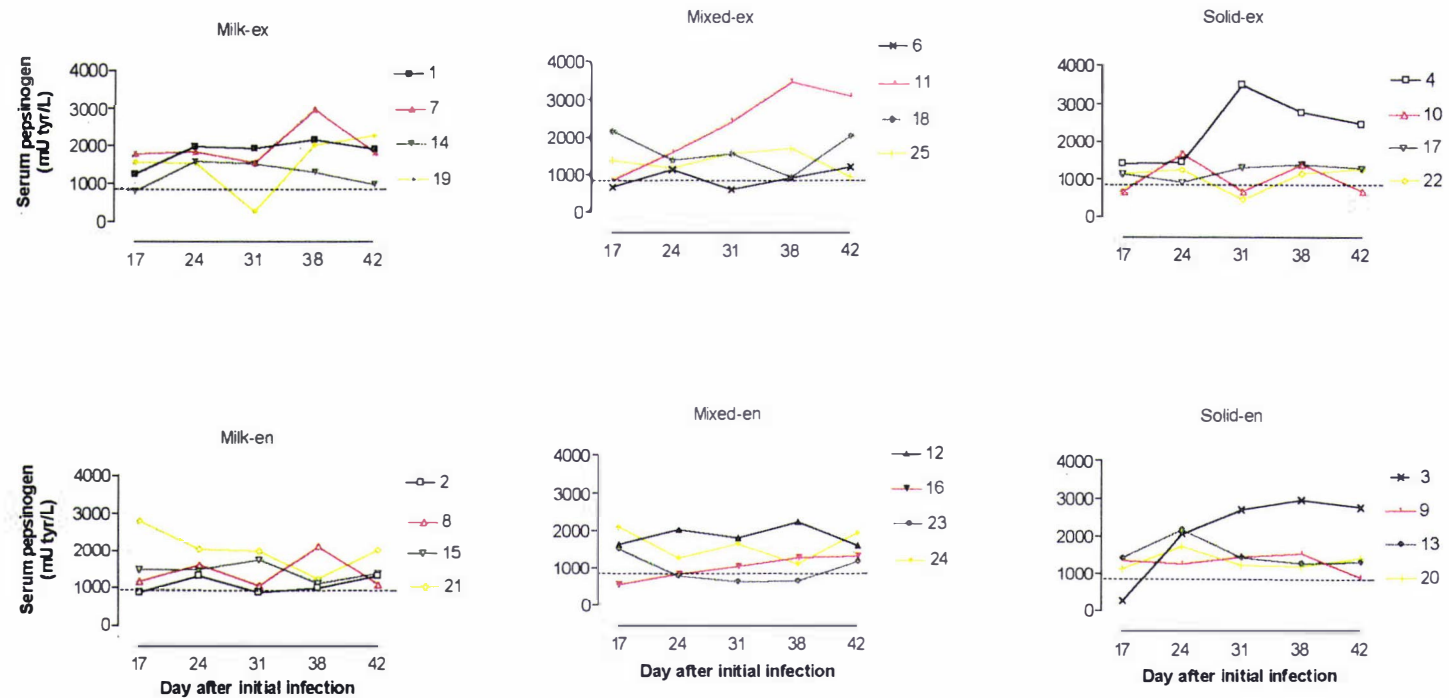 Milk-ex
Serum pepsinogen
(mU tyr/L)
4000
3000
2000
1000
0
17 24 31 38 42
1
7
14
19
Mixed-ex
4000
3000
2000
1000
0
17 24 31 38 42
6
11
18
25
Solid-ex
4000
3000
2000
1000
0
17 24 31 38 42
4
10
17
22
Milk-en
Serum pepsinogen
(mU tyr/L)
4000
3000
2000
1000
0
17 24 31 38 42
Day after initial infection
2
8
15
21
Mixed-en
4000
3000
2000
1000
0
17 24 31 38 42
Day after initial infection
12
16
23
24
Solid-en
4000
3000
2000
1000
0
17 24 31 38 42
Day after initial infection
3
9
13
20